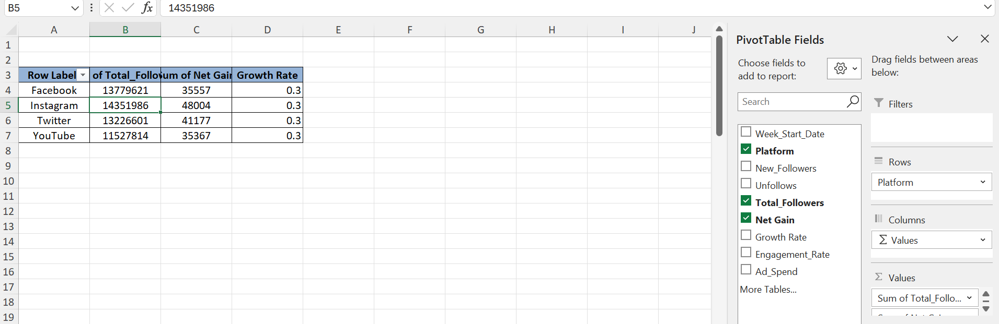 B5 fx 14351986
A B C D E F G H I J
1
2
3 Row Label of Total_Follov um of Net Gai Growth Rate
4 Facebook 13779621 35557 0.3
5 Instagram 14351986 48004 0.3
6 Twitter 13226601 41177 0.3
7 YouTube 11527814 35367 0.3
8
9
10
11
12
13
14
15
16
17
18
19
PivotTable Fields
Choose fields to
add to report:
Search
Week_Start_Date
Platform
New_Followers
Unfollows
Total_Followers
Net Gain
Growth Rate
Engagement_Rate
Ad_Spend
More Tables...
Drag fields between areas
below:
Filters
Rows
Platform
Columns
Σ Values
Σ Values
Sum of Total_Follo...